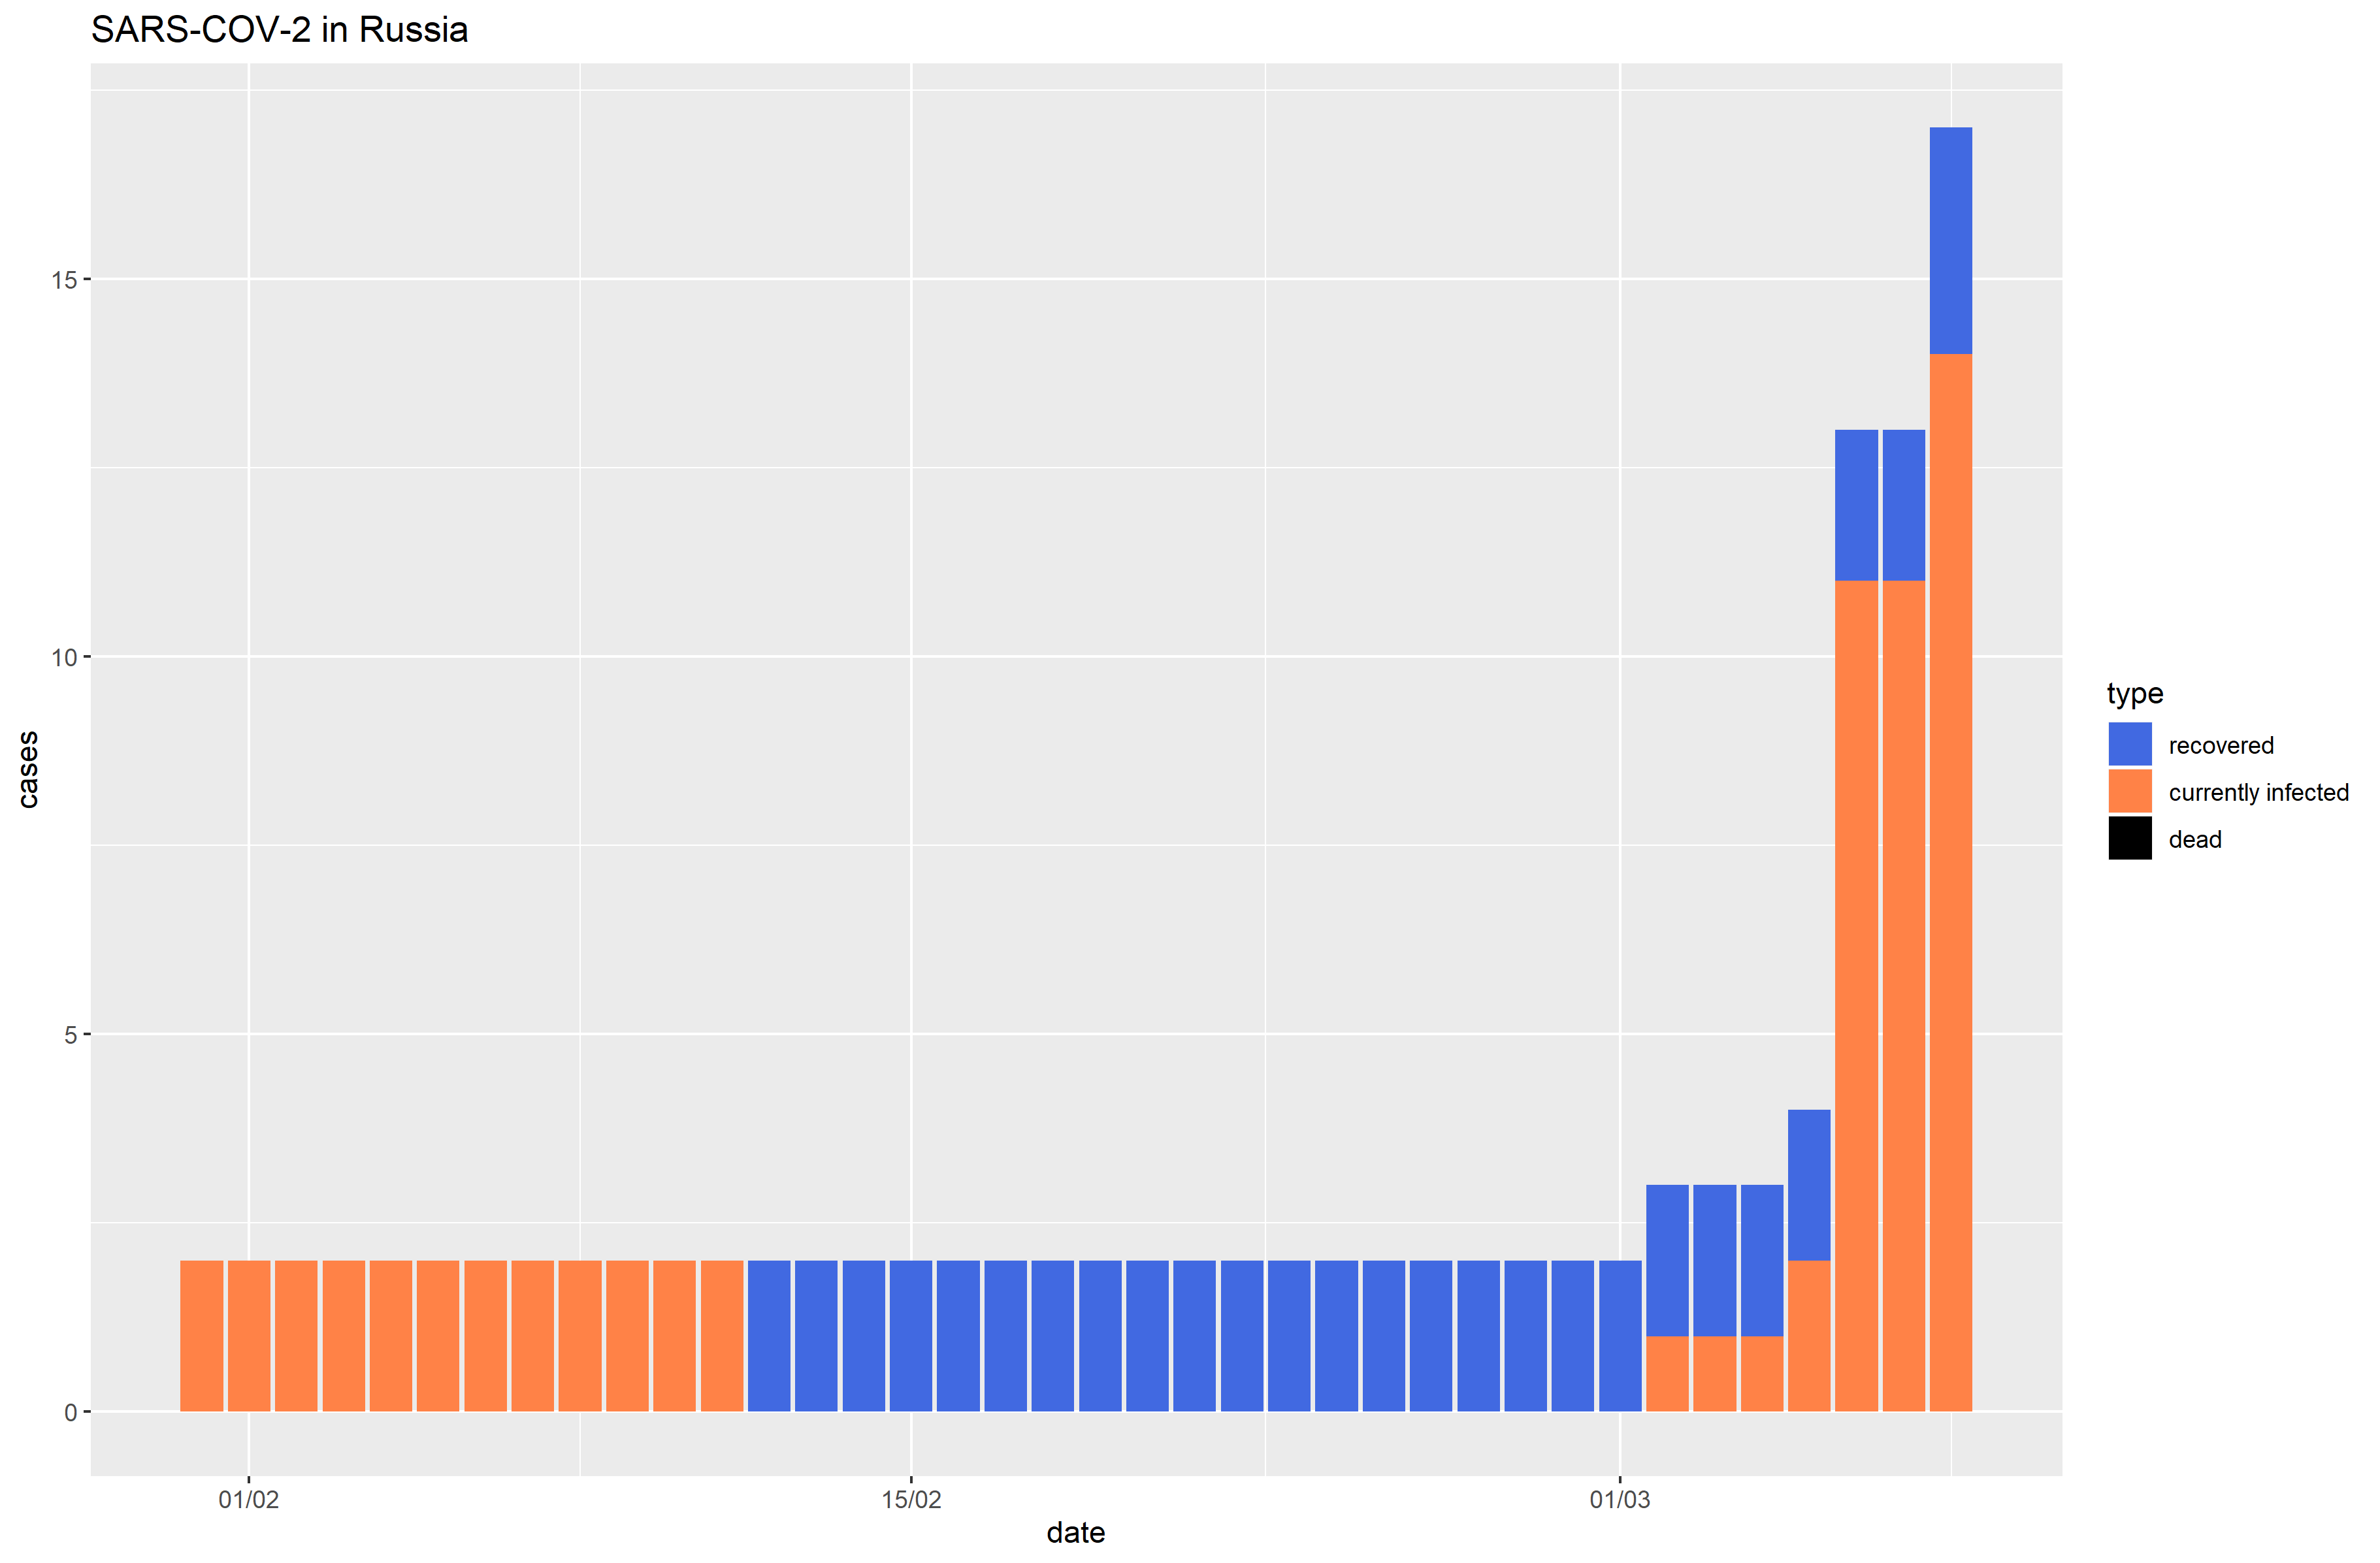 SARS-COV-2 in Russia
15
10
5
0
cases
01/02
15/02
01/03
date
type
recovered
currently infected
dead